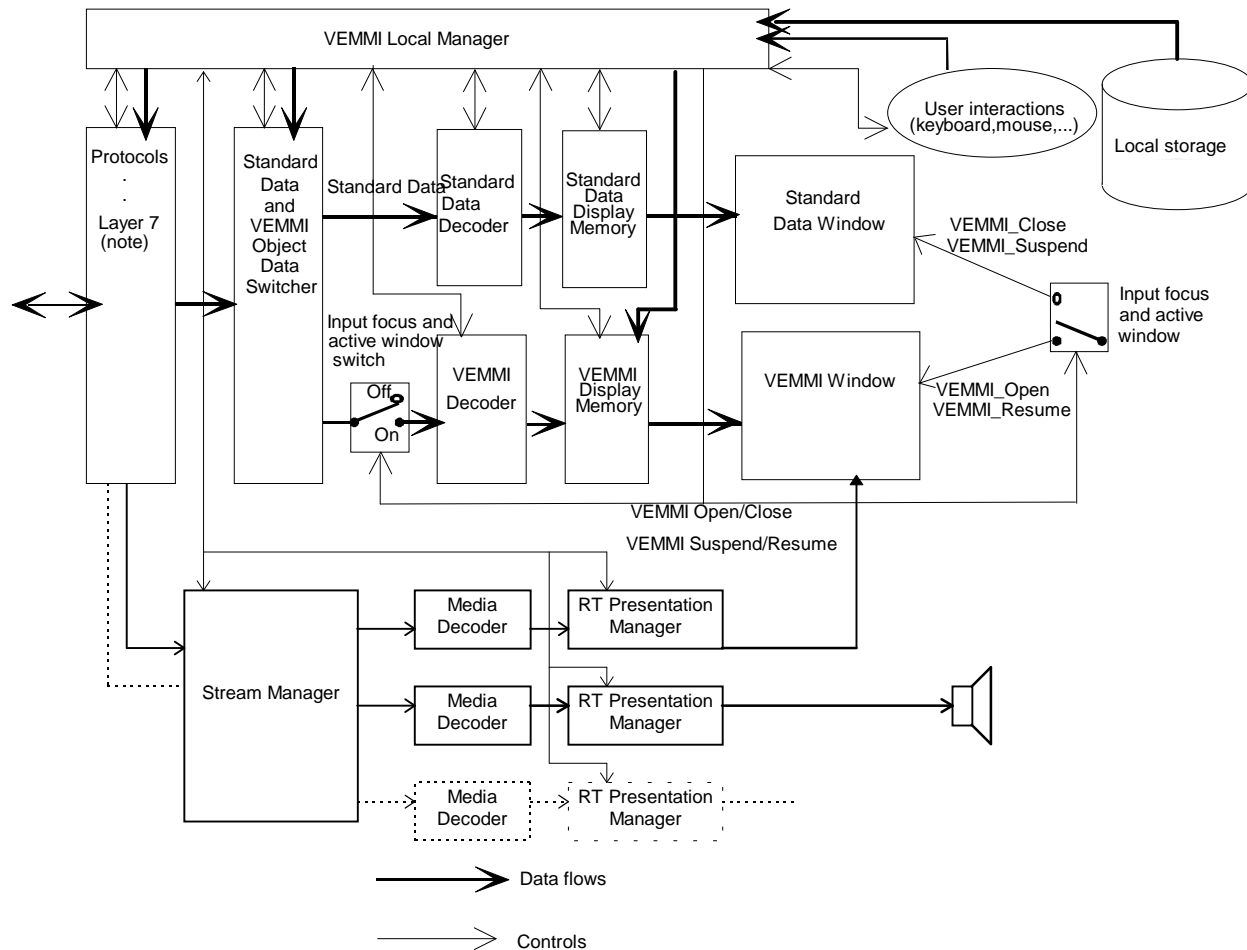 VEMMI Local Manager
User interactions
(keyboard,mouse,...)
Local storage
Protocols
.
.
Layer 7
(note)
Standard
Data
and
VEMMI
Object
Data
Switcher
Standard Data
Standard
Data
Decoder
Standard
Data
Display
Memory
Standard
Data Window
VEMMI_Close
VEMMI_Suspend
Input focus
and active
window
Input focus and
active window
switch
Off
On
VEMMI
Decoder
VEMMI
Display
Memory
VEMMI Window
VEMMI_Open
VEMMI_Resume
VEMMI Open/Close
VEMMI Suspend/Resume
Stream Manager
Media
Decoder
RT Presentation
Manager
Media
Decoder
RT Presentation
Manager
Media
Decoder
RT Presentation
Manager
Data flows
Controls